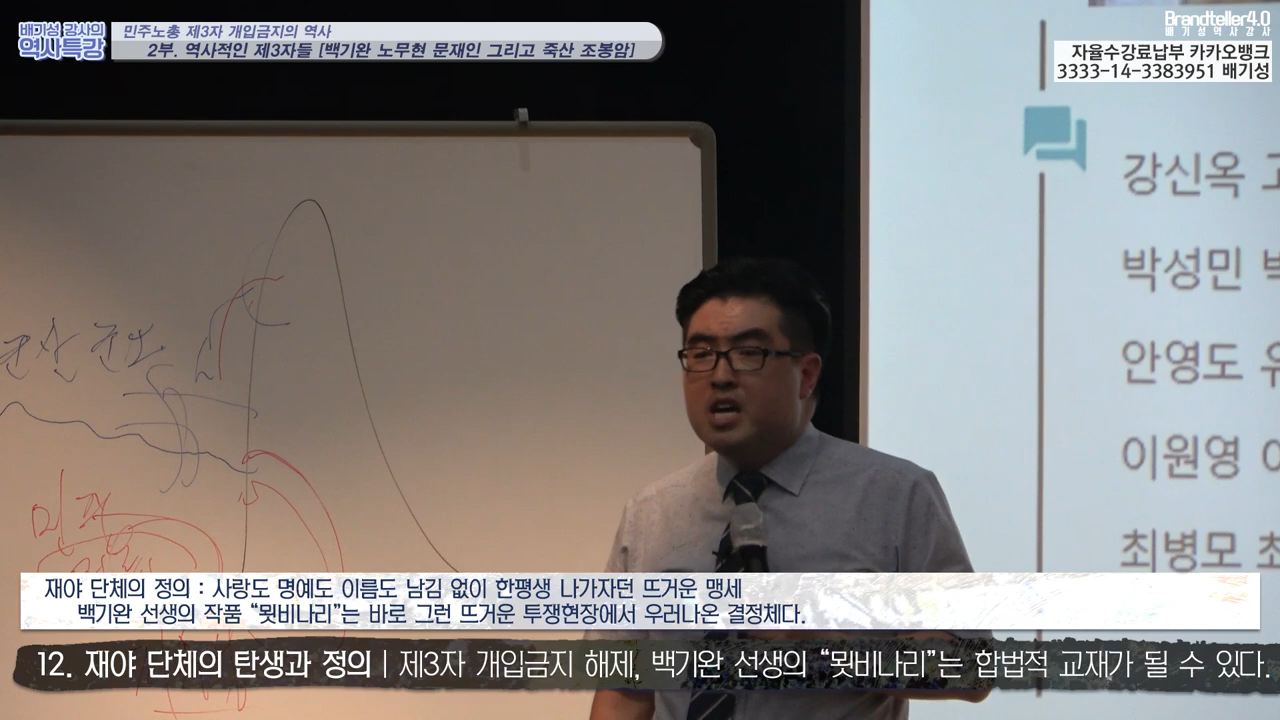 배기성 강사의
역사특강
민주노총 제3자 개입금지의 역사
2부. 역사적인 제3자들 [백기완 노무현 문재인 그리고 죽산 조봉암]
Brandteller4.0
배기성역사강사
자율수강료납부 카카오뱅크
3333-14-3383951 배기성
강신옥
박성민
안영도
이원영
최병모
재야 단체의 정의 : 사랑도 명예도 이름도 남김 없이 한평생 나가자던 뜨거운 맹세
백기완 선생의 작품 “묏비나리”는 바로 그런 뜨거운 투쟁현장에서 우러나온 결정체다.
12. 재야 단체의 탄생과 정의 | 제3자 개입금지 해제, 백기완 선생의 “묏비나리”는 합법적 교재가 될 수 있다.